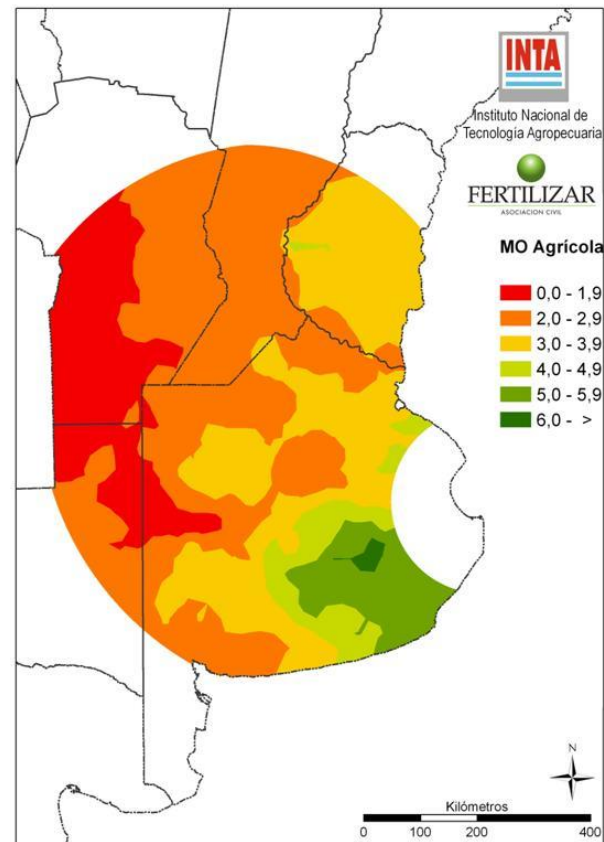 INTA
Instituto Nacional de
Tecnología Agropecuaria
FERTILIZAR
ASOCIACION CIVIL
MO Agrícola
0,0 - 1,9
2,0 - 2,9
3,0 - 3,9
4,0 - 4,9
5,0 - 5,9
6,0 - >
N
Kilómetros
0 100 200 400